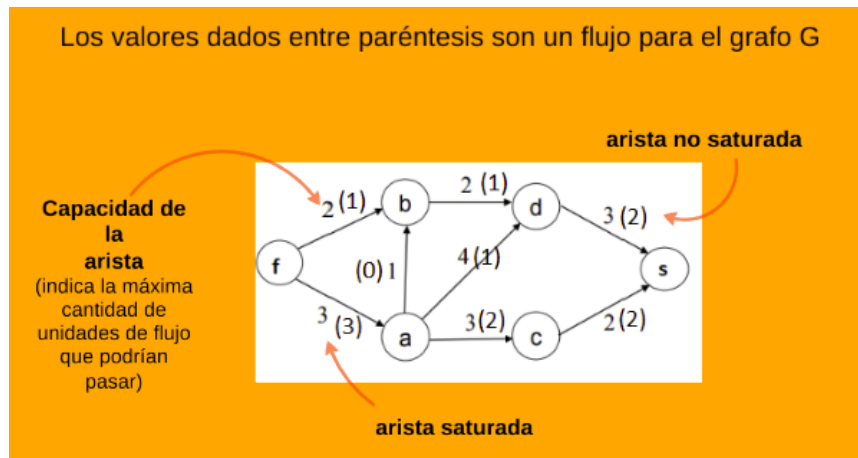 Los valores dados entre paréntesis son un flujo para el grafo G
arista no saturada
Capacidad de
la
arista
(indica la máxima
cantidad de
unidades de flujo
que podrían
pasar)
2 (1)
b
2 (1)
d
3 (2)
f
(0) 1
4 (1)
s
3 (3)
a
3(2)
c
2 (2)
arista saturada